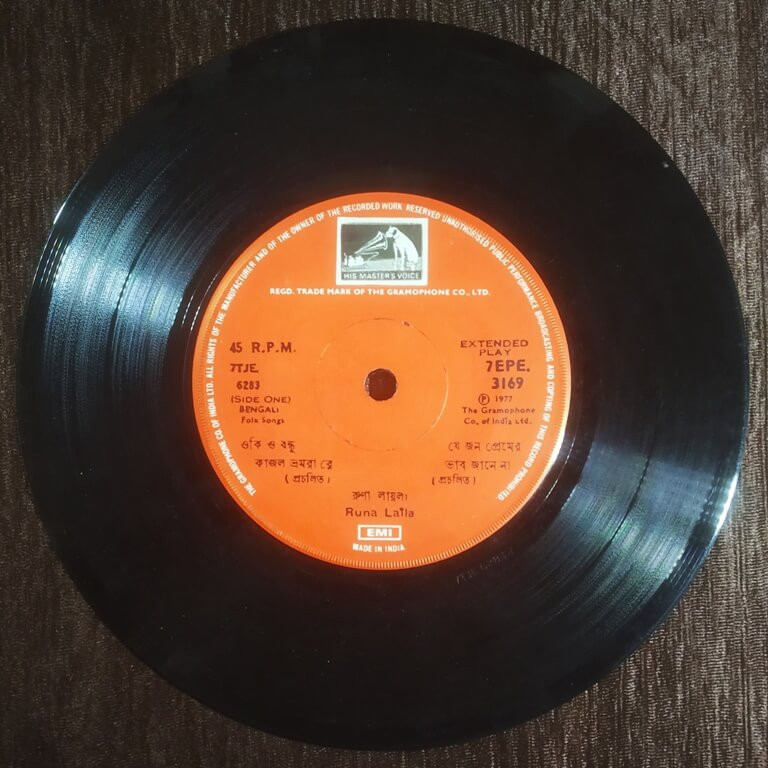 THE GRAMOPHONE CO. OF INDIA LTD. ALL RIGHTS OF THE MANUFACTURER AND OF THE OWNER OF THE RECORDED WORK RESERVED UNAUTHORISED PUBLIC PERFORMANCE BROADCASTING AND COPYING OF THIS RECORD PROHIBITED
HIS MASTER'S VOICE
REGD. TRADE MARK OF THE GRAMOPHONE CO., LTD.
45 R.P.M.
7TJE.
6283
(SIDE ONE)
BENGALI
Folk Songs
EXTENDED
PLAY
7EPE.
3169
Ⓟ 1977
The Gramophone
Co., of India Ltd.
ওকি ও বন্ধু
কাজল ভ্রমরা রে
(প্রচলিত)
যে জন প্রেমের
ভাব জানে না
(প্রচলিত)
রুণা লায়লা
Runa Laila
EMI
MADE IN INDIA